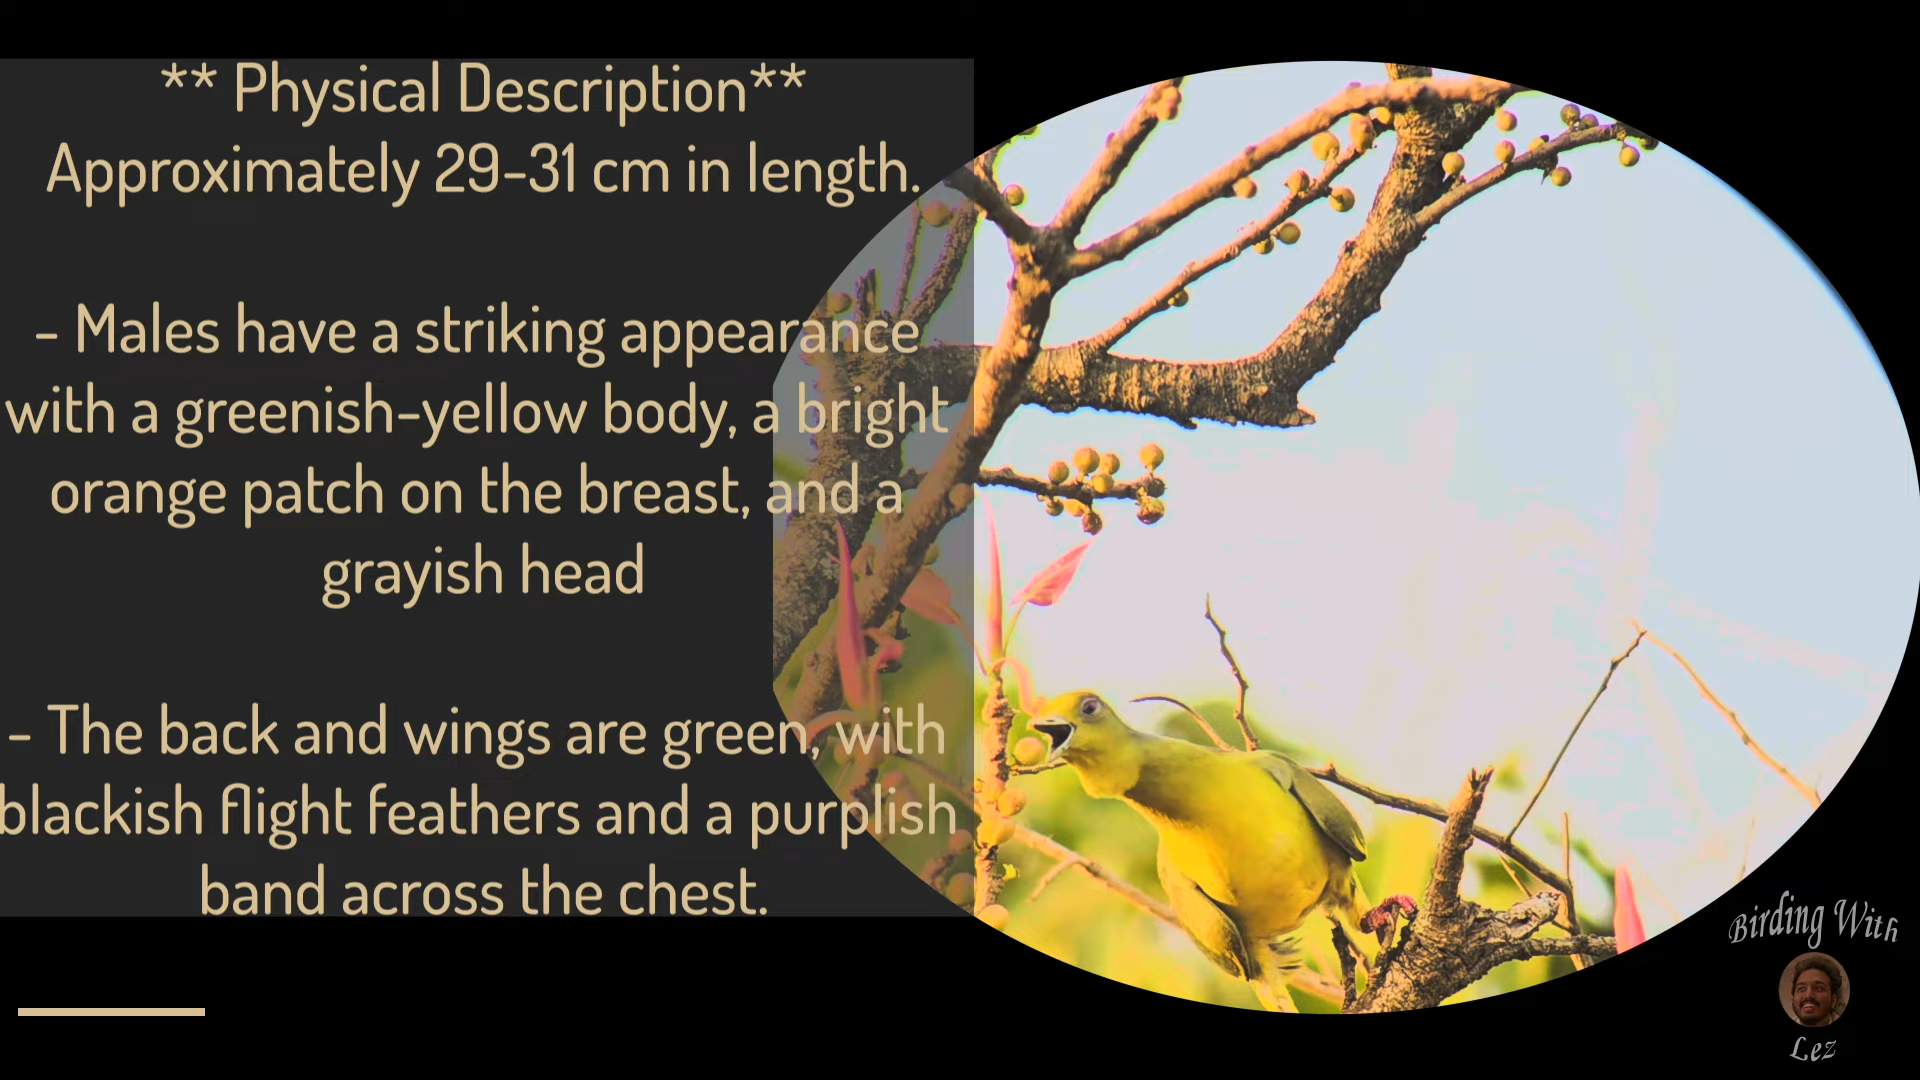 ** Physical Description**
Approximately 29-31 cm in length.
- Males have a striking appearance
with a greenish-yellow body, a bright
orange patch on the breast, and a
grayish head
- The back and wings are green, with
blackish flight feathers and a purplish
band across the chest.
Birding With
Lez